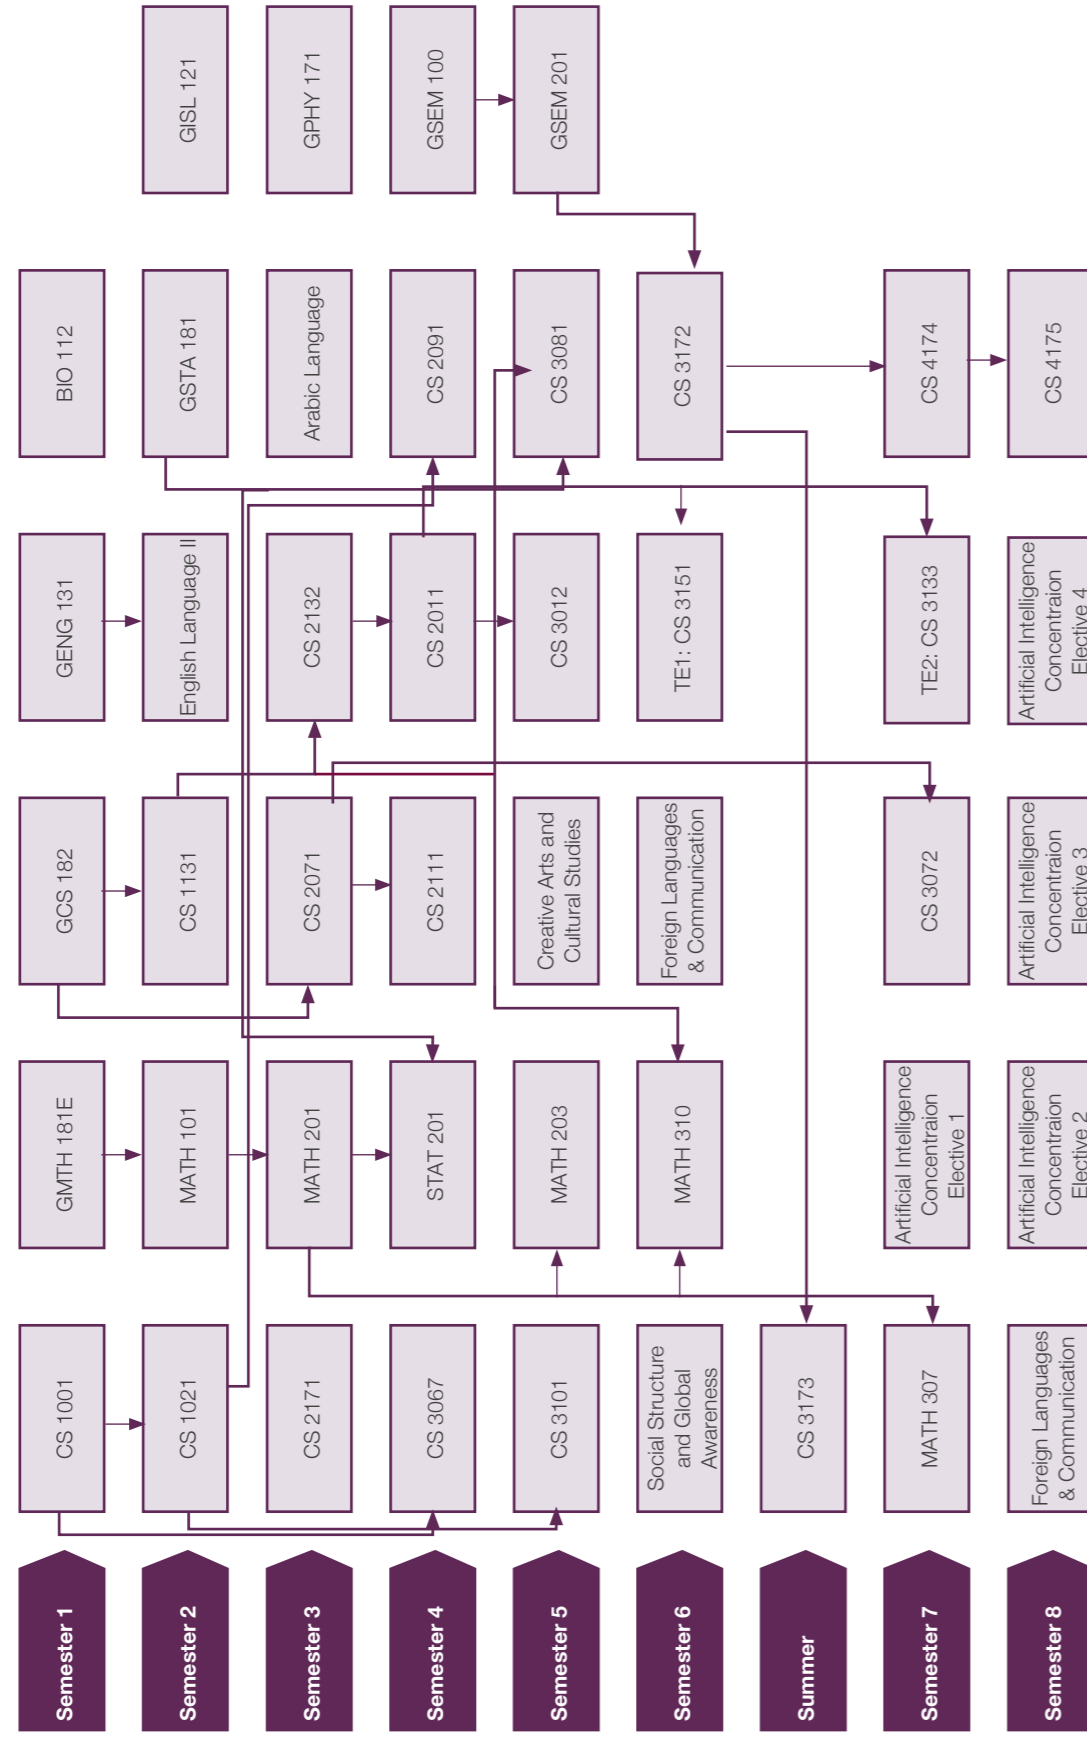 Semester 1
CS 1001
GMTH 181E
GCS 182
GENG 131
BIO 112
Semester 2
CS 1021
MATH 101
CS 1131
English Language II
GSTA 181
GISL 121
Semester 3
CS 2171
MATH 201
CS 2071
CS 2132
Arabic Language
GPHY 171
Semester 4
CS 3067
STAT 201
CS 2111
CS 2011
CS 2091
GSEM 100
Semester 5
CS 3101
MATH 203
Creative Arts and
Cultural Studies
CS 3012
CS 3081
GSEM 201
Semester 6
Social Structure
and Global
Awareness
MATH 310
Foreign Languages
& Communication
TE1: CS 3151
CS 3172
Summer
CS 3173
Semester 7
MATH 307
Artificial Intelligence
Concentraion
Elective 1
CS 3072
TE2: CS 3133
CS 4174
Semester 8
Foreign Languages
& Communication
Artificial Intelligence
Concentraion
Elective 2
Artificial Intelligence
Concentraion
Elective 3
Artificial Intelligence
Concentraion
Elective 4
CS 4175